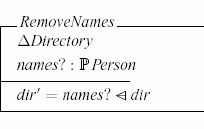 RemoveNames
ΔDirectory
names? : ℙ Person
dir′ = names? ⩤ dir